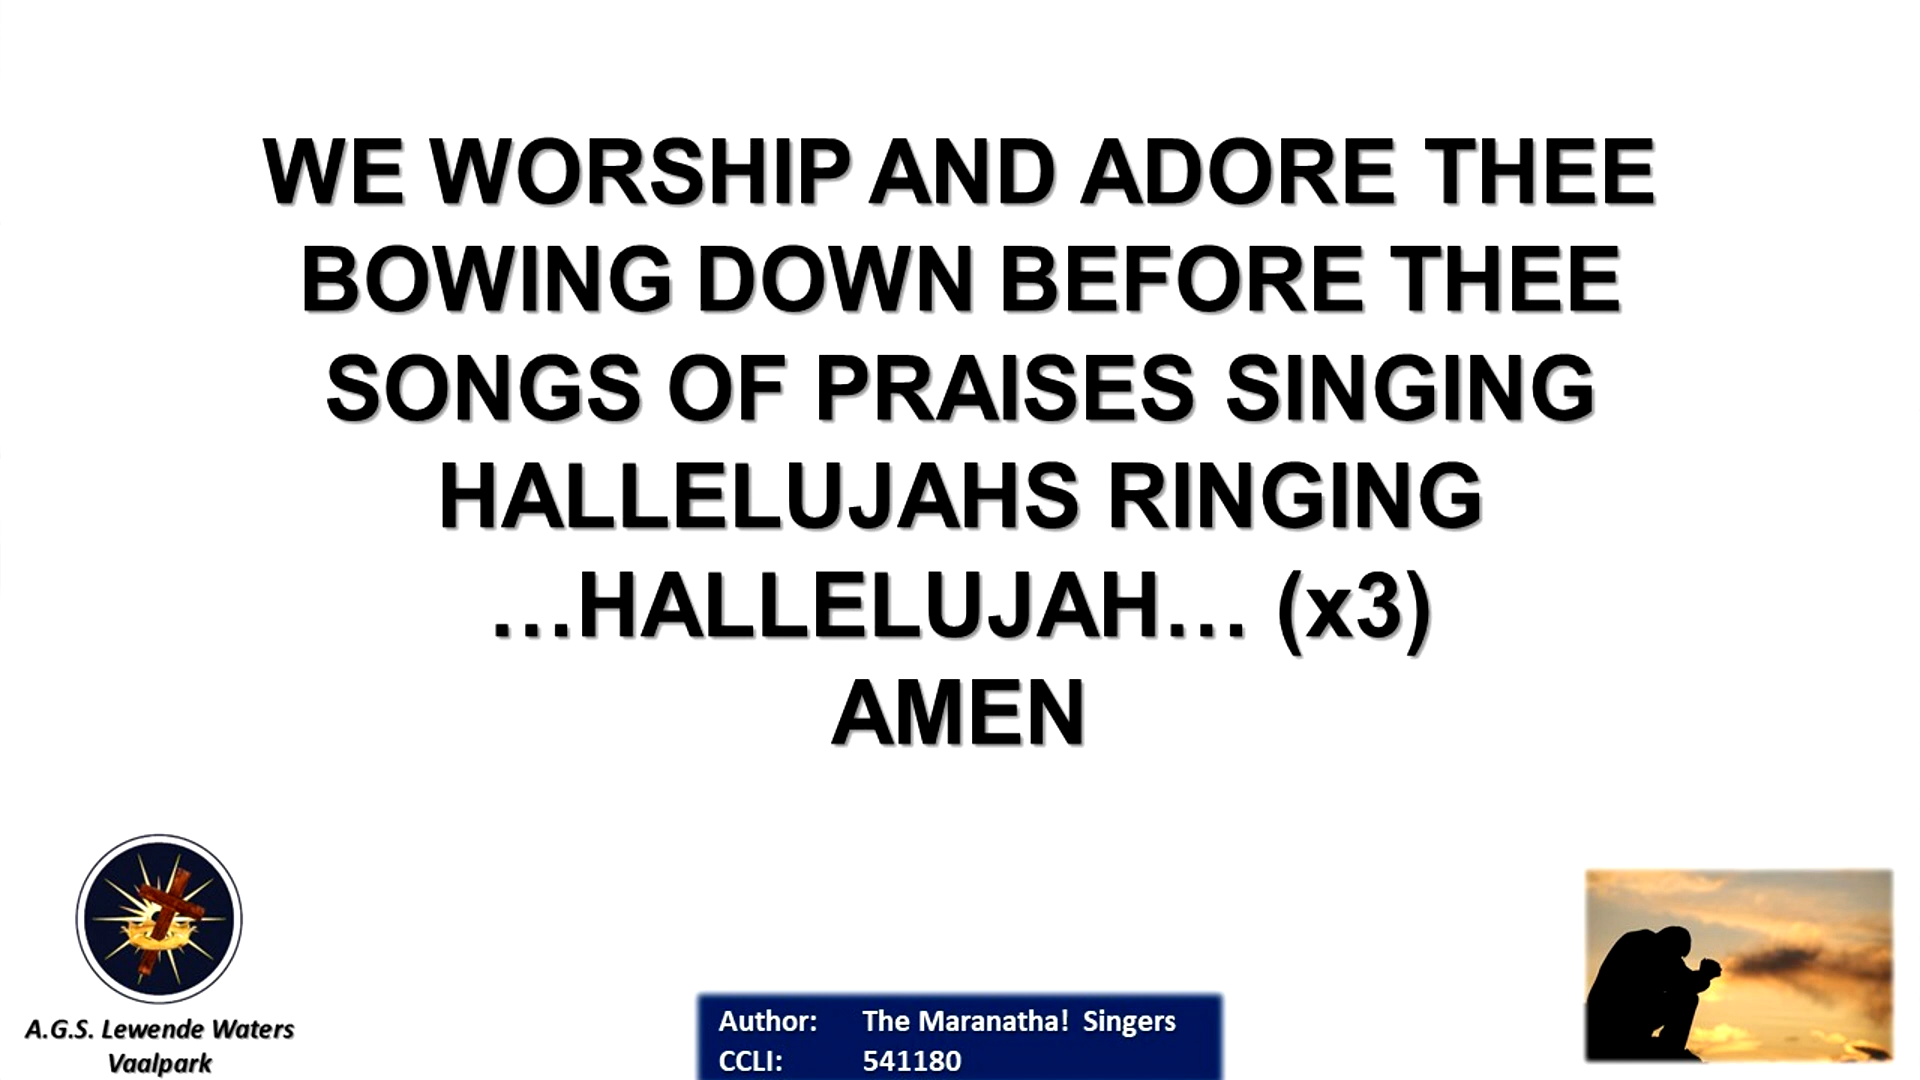 WE WORSHIP AND ADORE THEE
BOWING DOWN BEFORE THEE
SONGS OF PRAISES SINGING
HALLELUJAHS RINGING
…HALLELUJAH… (x3)
AMEN
A.G.S. Lewende Waters
Vaalpark
Author: The Maranatha! Singers
CCLI: 541180